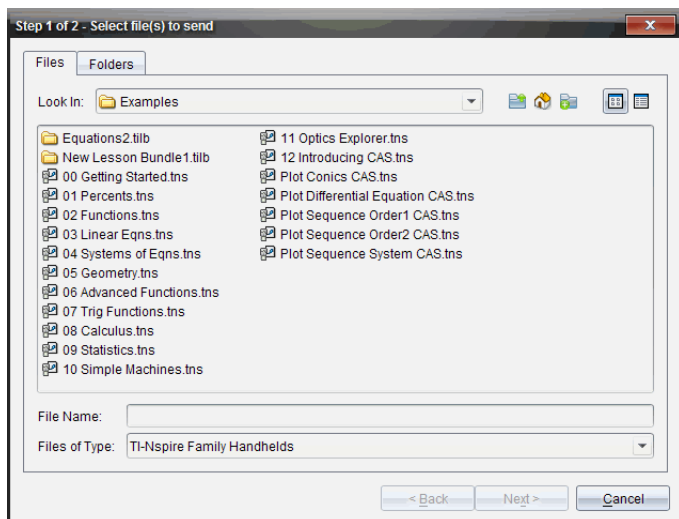 Step 1 of 2 - Select file(s) to send
Files
Folders
Look In:
Examples
Equations2.tilb
New Lesson Bundle1.tilb
00 Getting Started.tns
01 Percents.tns
02 Functions.tns
03 Linear Eqns.tns
04 Systems of Eqns.tns
05 Geometry.tns
06 Advanced Functions.tns
07 Trig Functions.tns
08 Calculus.tns
09 Statistics.tns
10 Simple Machines.tns
11 Optics Explorer.tns
12 Introducing CAS.tns
Plot Conics CAS.tns
Plot Differential Equation CAS.tns
Plot Sequence Order1 CAS.tns
Plot Sequence Order2 CAS.tns
Plot Sequence System CAS.tns
File Name:
Files of Type:
TI-Nspire Family Handhelds
< Back
Next >
Cancel